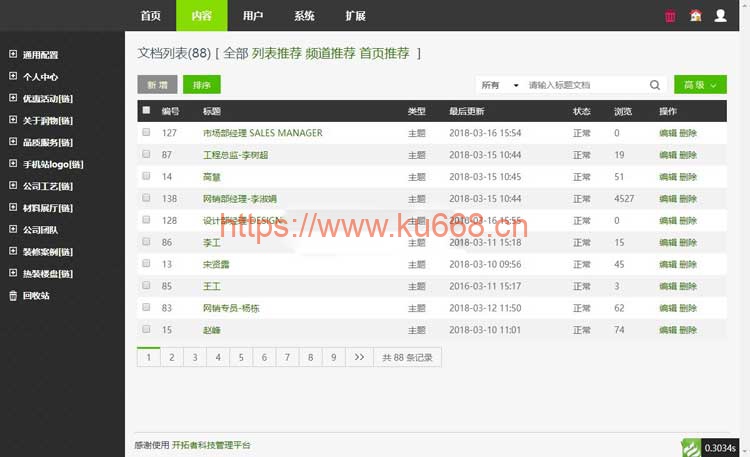 首页 内容 用户 系统 扩展
通用配置
个人中心
优惠活动[链]
关于润物[链]
品质服务[链]
手机站logo[链]
公司工艺[链]
材料展厅[链]
公司团队
装修案例[链]
热装楼盘[链]
回收站
文档列表(88) [ 全部 列表推荐 频道推荐 首页推荐 ]
新 增 排序 所有 请输入标题文档 高 级
编号 标题 类型 最后更新 状态 浏览 操作
127 市场部经理 SALES MANAGER 主题 2018-03-16 15:54 正常 0 编辑 删除
87 工程总监-李树超 主题 2018-03-15 10:44 正常 19 编辑 删除
14 荷慧 主题 2018-03-15 10:45 正常 51 编辑 删除
138 网销部经理-李淑娟 主题 2018-03-15 10:44 正常 4527 编辑 删除
128 设计部经理 DESIGN 主题 2018-03-16 15:55 正常 0 编辑 删除
https://www.ku668.cn
86 李工 主题 2018-03-11 15:18 正常 15 编辑 删除
13 宋贤露 主题 2018-03-10 09:56 正常 45 编辑 删除
85 王工 主题 2016-03-11 15:17 正常 3 编辑 删除
83 网销专员-杨栋 主题 2018-03-12 11:50 正常 62 编辑 删除
15 赵峰 主题 2018-03-10 11:01 正常 74 编辑 删除
1 2 3 4 5 6 7 8 9 >> 共 88 条记录
感谢使用 开拓者科技管理平台
0.3034s